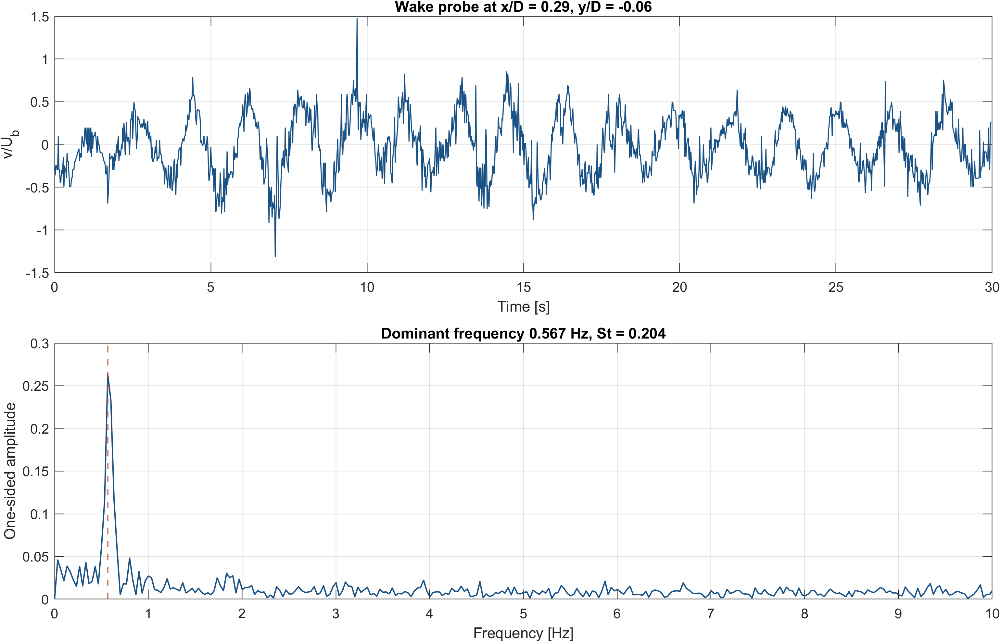 Wake probe at x/D = 0.29, y/D = -0.06
1.5
1
0.5
0
-0.5
-1
-1.5
v/U_b
0 5 10 15 20 25 30
Time [s]
Dominant frequency 0.567 Hz, St = 0.204
0.3
0.25
0.2
0.15
0.1
0.05
0
One-sided amplitude
0 1 2 3 4 5 6 7 8 9 10
Frequency [Hz]